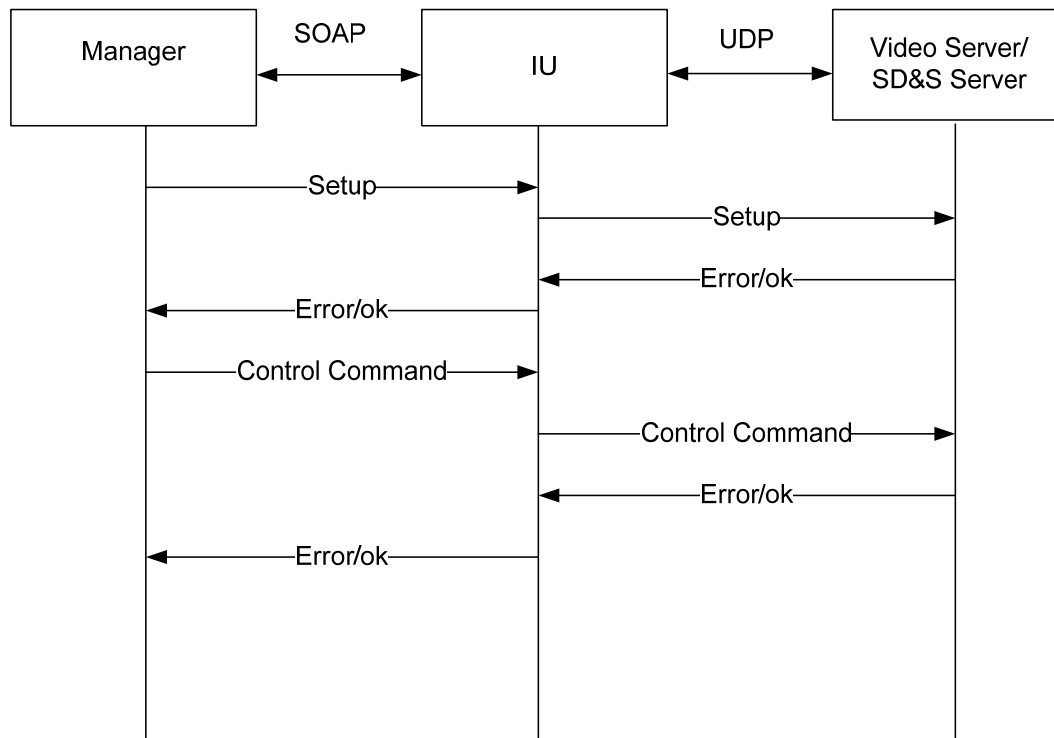 Manager
SOAP
IU
UDP
Video Server/
SD&S Server
Setup
Setup
Error/ok
Error/ok
Control Command
Control Command
Error/ok
Error/ok